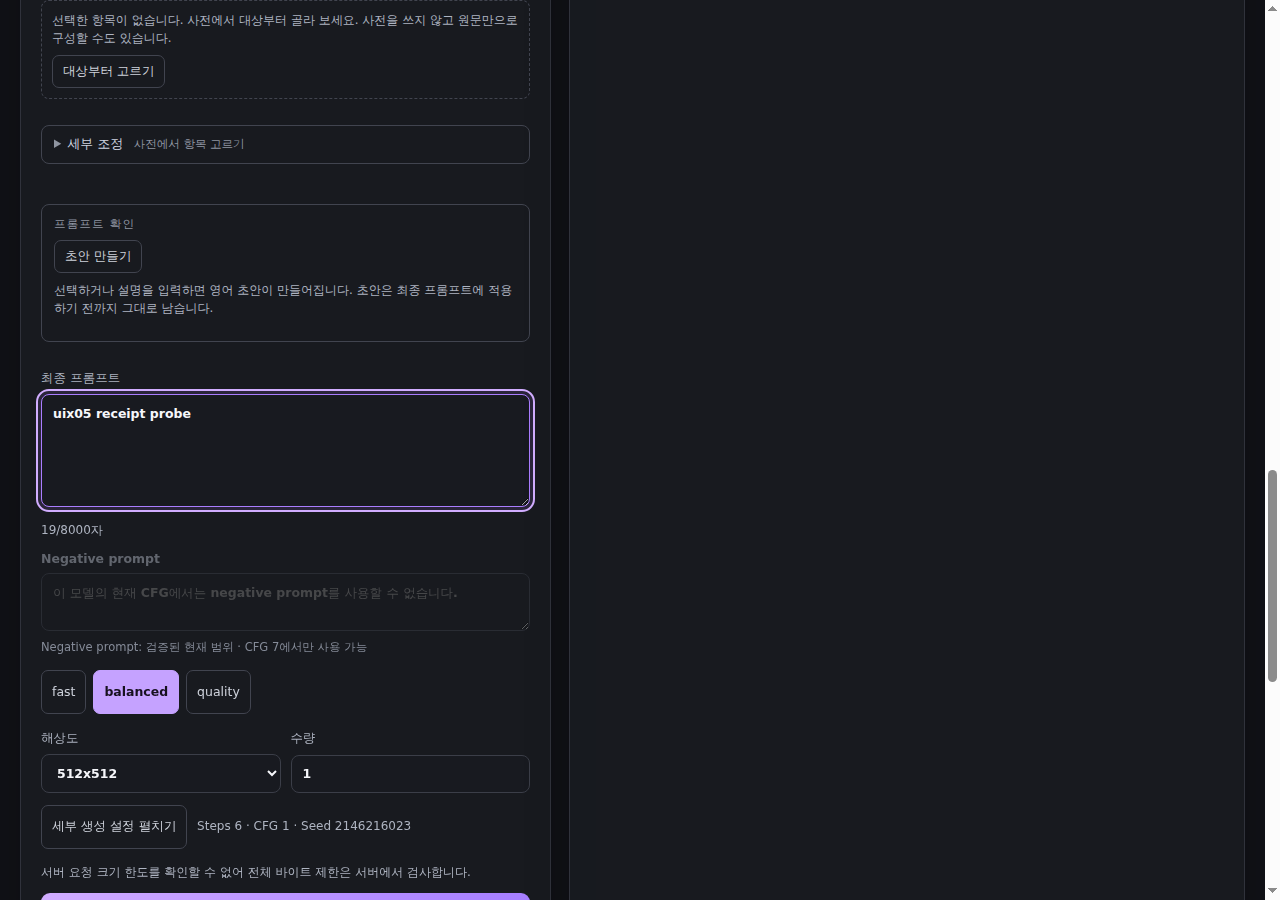 선택한 항목이 없습니다. 사전에서 대상부터 골라 보세요. 사전을 쓰지 않고 원문만으로
구성할 수도 있습니다.
대상부터 고르기
▶ 세부 조정 사전에서 항목 고르기
프롬프트 확인
초안 만들기
선택하거나 설명을 입력하면 영어 초안이 만들어집니다. 초안은 최종 프롬프트에 적용
하기 전까지 그대로 남습니다.
최종 프롬프트
uix05 receipt probe
19/8000자
Negative prompt
이 모델의 현재 CFG에서는 negative prompt를 사용할 수 없습니다.
Negative prompt: 검증된 현재 범위 · CFG 7에서만 사용 가능
fast balanced quality
해상도 수량
512x512 1
세부 생성 설정 펼치기 Steps 6 · CFG 1 · Seed 2146216023
서버 요청 크기 한도를 확인할 수 없어 전체 바이트 제한은 서버에서 검사합니다.